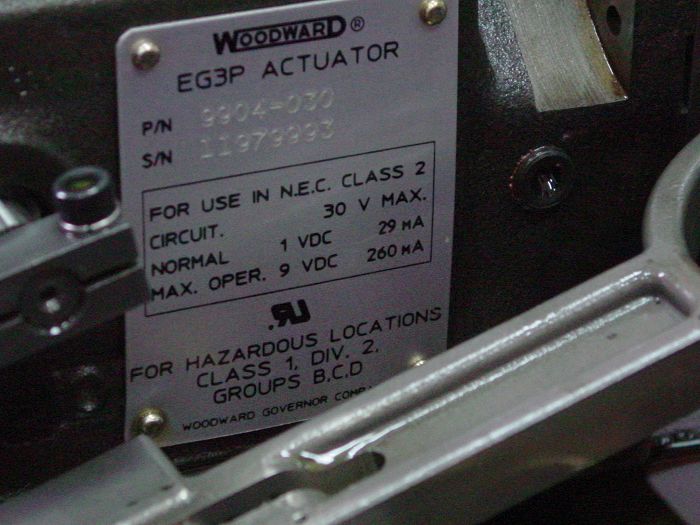 WOODWARD®
EG3P ACTUATOR
P/N 9904-030
S/N 11979993
FOR USE IN N.E.C. CLASS 2
CIRCUIT. 30 V MAX.
NORMAL 1 VDC 29 MA
MAX. OPER. 9 VDC 260 MA
RU
FOR HAZARDOUS LOCATIONS
CLASS 1, DIV. 2,
GROUPS B,C,D
WOODWARD GOVERNOR